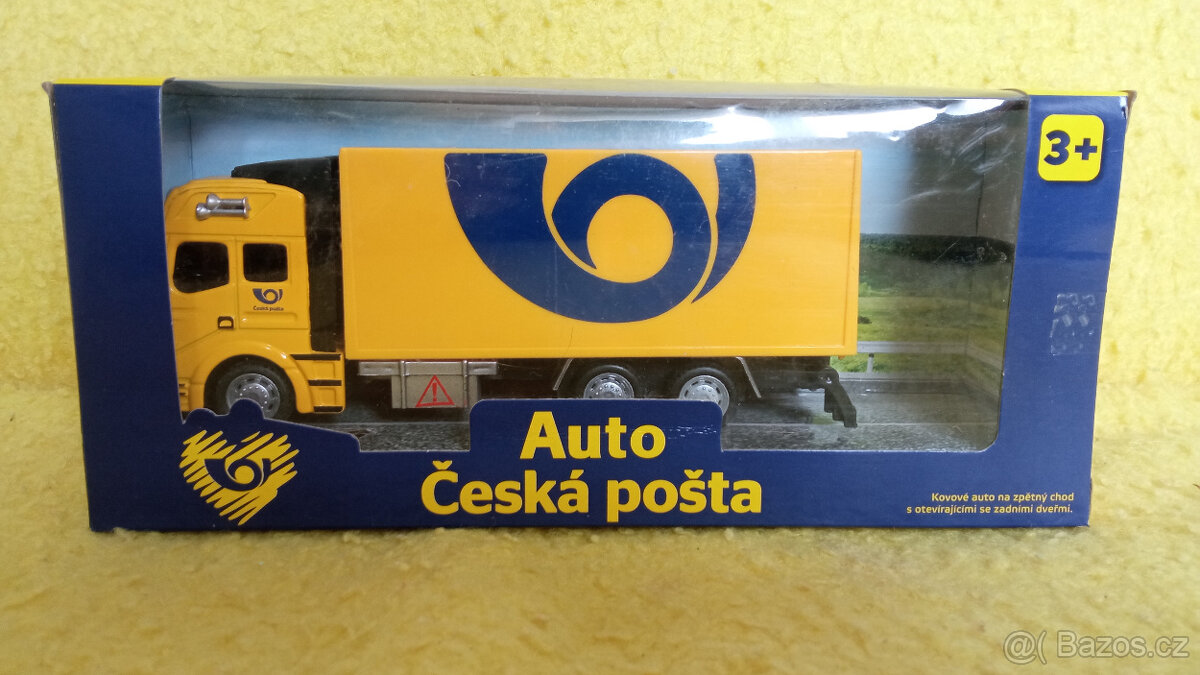 3+
Česká pošta
Auto
Česká pošta
Kovové auto na zpětný chod
s otevírajícími se zadními dveřmi.
@( Bazos.cz